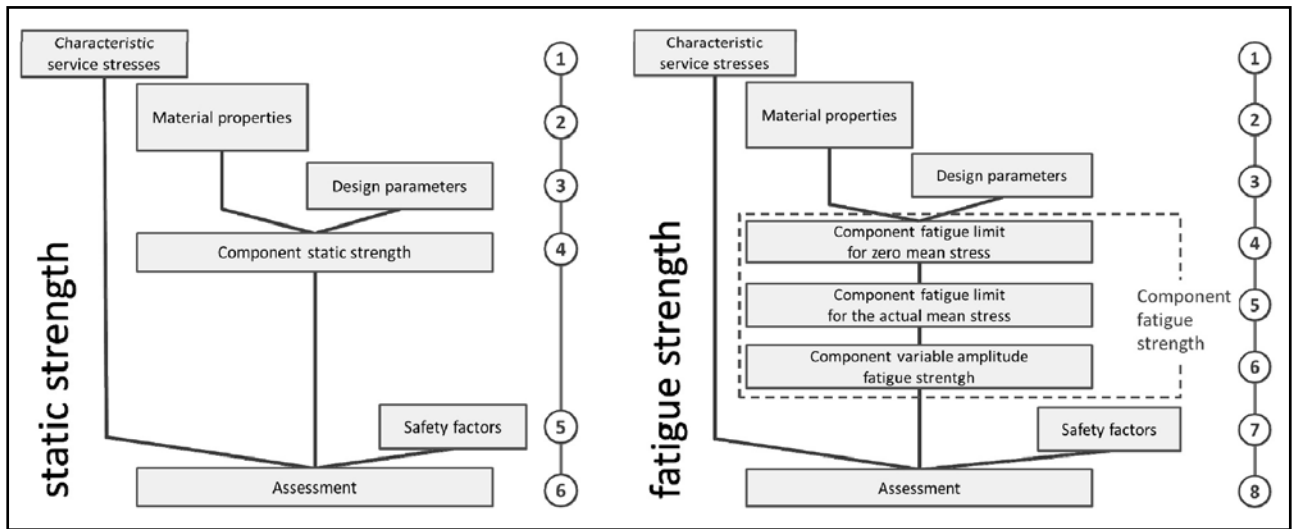 static strength
Characteristic
service stresses
Material properties
Design parameters
Component static strength
Safety factors
Assessment
1
2
3
4
5
6
fatigue strength
Characteristic
service stresses
Material properties
Design parameters
Component fatigue limit
for zero mean stress
Component fatigue limit
for the actual mean stress
Component variable amplitude
fatigue strentgh
Component
fatigue
strength
Safety factors
Assessment
1
2
3
4
5
6
7
8